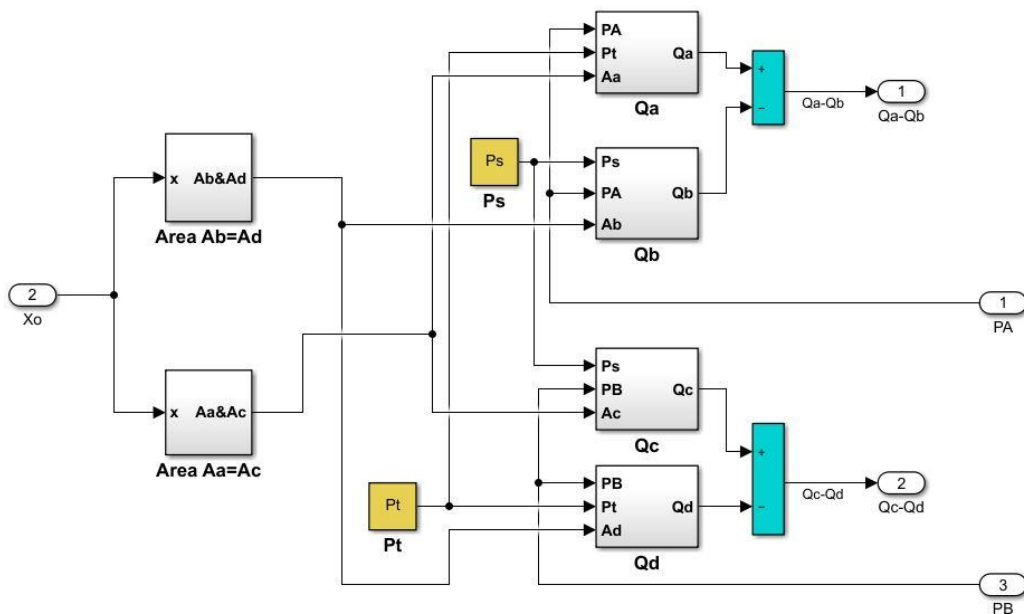 PA
Pt
Qa
Aa
Qa
+
−
Qa-Qb
1
Qa-Qb
Ps
Ps
Ps
PA
Qb
Ab
Qb
x
Ab&Ad
Area Ab=Ad
2
Xo
1
PA
x
Aa&Ac
Area Aa=Ac
Ps
PB
Qc
Ac
Qc
Pt
Pt
PB
Pt
Qd
Ad
Qd
+
−
Qc-Qd
2
Qc-Qd
3
PB